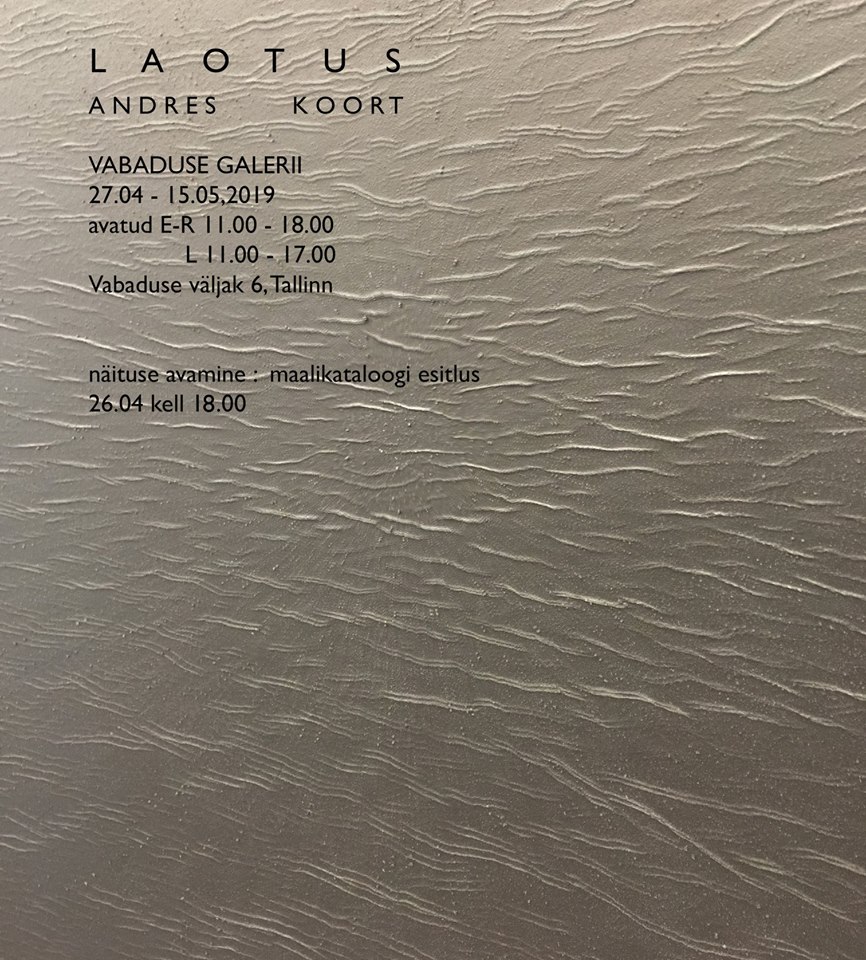 LAOTUS
ANDRES KOORT
VABADUSE GALERII
27.04 - 15.05,2019
avatud E-R 11.00 - 18.00
L 11.00 - 17.00
Vabaduse väljak 6, Tallinn
näituse avamine : maalikataloogi esitlus
26.04 kell 18.00